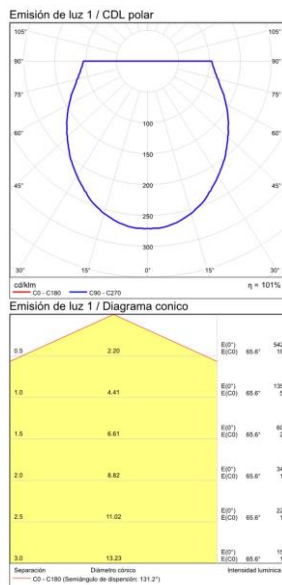 Emisión de luz 1 / CDL polar
105° 105°
90° 90°
75° 75°
60° 60°
45° 45°
30° 15° 0° 15° 30°
100
150
200
250
300
cd/klm η = 101%
C0 - C180 C90 - C270
Emisión de luz 1 / Diagrama conico
0.5 2.20 E(0°)
E(C0) 65.6°
1.0 4.41 E(0°)
E(C0) 65.6°
1.5 6.61 E(0°)
E(C0) 65.6°
2.0 8.82 E(0°)
E(C0) 65.6°
2.5 11.02 E(0°)
E(C0) 65.6°
3.0 13.23 E(0°)
E(C0) 65.6°
Separación Diámetro cónico Intensidad lumínica
C0 - C180 (Semiángulo de dispersión: 131.2°)